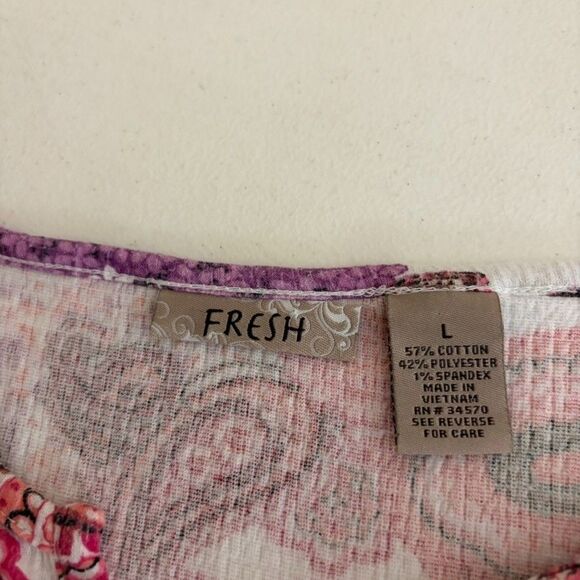 FRESH
L
57% COTTON
42% POLYESTER
1% SPANDEX
MADE IN
VIETNAM
RN# 34570
SEE REVERSE
FOR CARE